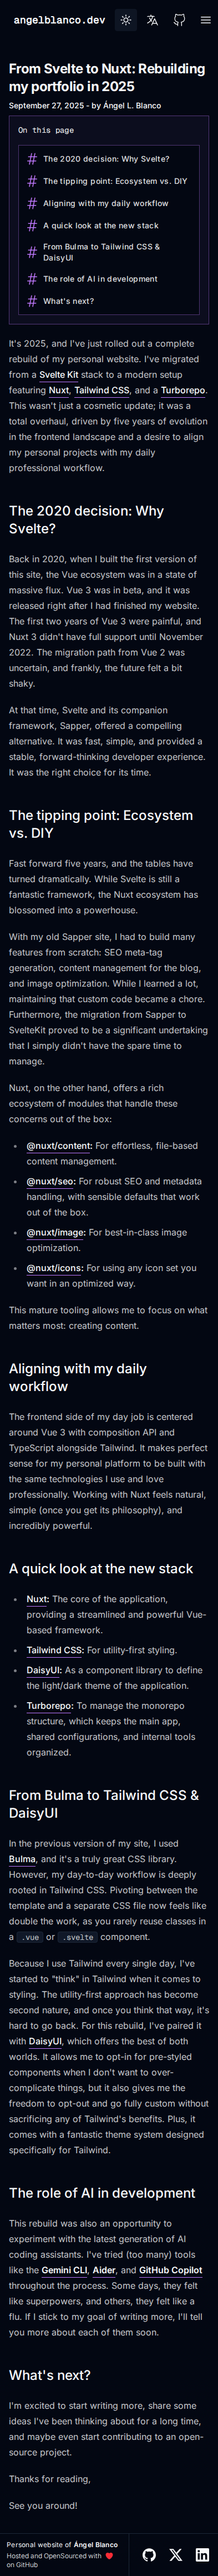 angelblanco.dev
From Svelte to Nuxt: Rebuilding
my portfolio in 2025
September 27, 2025 - by Ángel L. Blanco
On this page
# The 2020 decision: Why Svelte?
# The tipping point: Ecosystem vs. DIY
# Aligning with my daily workflow
# A quick look at the new stack
# From Bulma to Tailwind CSS &
DaisyUI
# The role of AI in development
# What's next?
It's 2025, and I've just rolled out a complete
rebuild of my personal website. I've migrated
from a Svelte Kit stack to a modern setup
featuring Nuxt, Tailwind CSS, and a Turborepo.
This wasn't just a cosmetic update; it was a
total overhaul, driven by five years of evolution
in the frontend landscape and a desire to align
my personal projects with my daily
professional workflow.
The 2020 decision: Why
Svelte?
Back in 2020, when I built the first version of
this site, the Vue ecosystem was in a state of
massive flux. Vue 3 was in beta, and it was
released right after I had finished my website.
The first two years of Vue 3 were painful, and
Nuxt 3 didn't have full support until November
2022. The migration path from Vue 2 was
uncertain, and frankly, the future felt a bit
shaky.
At that time, Svelte and its companion
framework, Sapper, offered a compelling
alternative. It was fast, simple, and provided a
stable, forward-thinking developer experience.
It was the right choice for its time.
The tipping point: Ecosystem
vs. DIY
Fast forward five years, and the tables have
turned dramatically. While Svelte is still a
fantastic framework, the Nuxt ecosystem has
blossomed into a powerhouse.
With my old Sapper site, I had to build many
features from scratch: SEO meta-tag
generation, content management for the blog,
and image optimization. While I learned a lot,
maintaining that custom code became a chore.
Furthermore, the migration from Sapper to
SvelteKit proved to be a significant undertaking
that I simply didn't have the spare time to
manage.
Nuxt, on the other hand, offers a rich
ecosystem of modules that handle these
concerns out of the box:
• @nuxt/content: For effortless, file-based
content management.
• @nuxt/seo: For robust SEO and metadata
handling, with sensible defaults that work
out of the box.
• @nuxt/image: For best-in-class image
optimization.
• @nuxt/icons: For using any icon set you
want in an optimized way.
This mature tooling allows me to focus on what
matters most: creating content.
Aligning with my daily
workflow
The frontend side of my day job is centered
around Vue 3 with composition API and
TypeScript alongside Tailwind. It makes perfect
sense for my personal platform to be built with
the same technologies I use and love
professionally. Working with Nuxt feels natural,
simple (once you get its philosophy), and
incredibly powerful.
A quick look at the new stack
• Nuxt: The core of the application,
providing a streamlined and powerful Vue-
based framework.
• Tailwind CSS: For utility-first styling.
• DaisyUI: As a component library to define
the light/dark theme of the application.
• Turborepo: To manage the monorepo
structure, which keeps the main app,
shared configurations, and internal tools
organized.
From Bulma to Tailwind CSS &
DaisyUI
In the previous version of my site, I used
Bulma, and it's a truly great CSS library.
However, my day-to-day workflow is deeply
rooted in Tailwind CSS. Pivoting between the
template and a separate CSS file now feels like
double the work, as you rarely reuse classes in
a .vue or .svelte component.
Because I use Tailwind every single day, I've
started to "think" in Tailwind when it comes to
styling. The utility-first approach has become
second nature, and once you think that way, it's
hard to go back. For this rebuild, I've paired it
with DaisyUI, which offers the best of both
worlds. It allows me to opt-in for pre-styled
components when I don't want to over-
complicate things, but it also gives me the
freedom to opt-out and go fully custom without
sacrificing any of Tailwind's benefits. Plus, it
comes with a fantastic theme system designed
specifically for Tailwind.
The role of AI in development
This rebuild was also an opportunity to
experiment with the latest generation of AI
coding assistants. I've tried (too many) tools
like the Gemini CLI, Aider, and GitHub Copilot
throughout the process. Some days, they felt
like superpowers, and others, they felt like a
flu. If I stick to my goal of writing more, I'll tell
you more about each of them soon.
What's next?
I'm excited to start writing more, share some
ideas I've been thinking about for a long time,
and maybe even start contributing to an open-
source project.
Thanks for reading,
See you around!
Personal website of Ángel Blanco
Hosted and OpenSourced with ❤
on GitHub